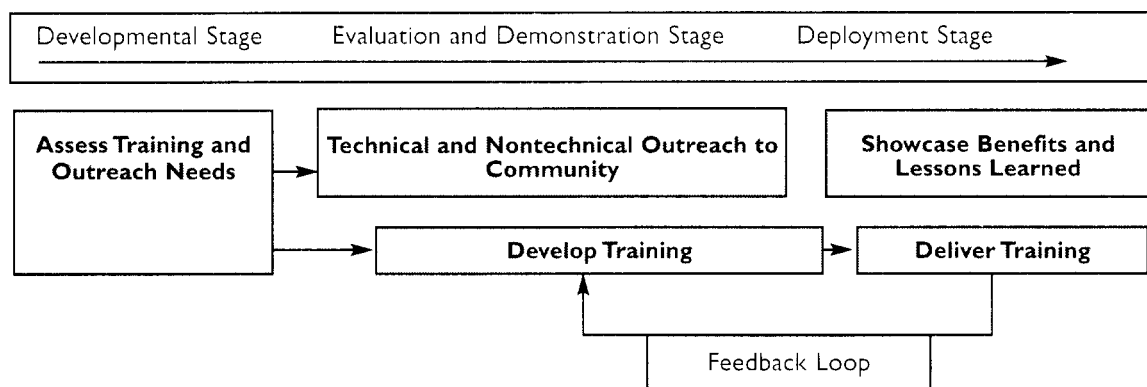 Developmental Stage Evaluation and Demonstration Stage Deployment Stage
Assess Training and
Outreach Needs
Technical and Nontechnical Outreach to
Community
Showcase Benefits and
Lessons Learned
Develop Training
Deliver Training
Feedback Loop